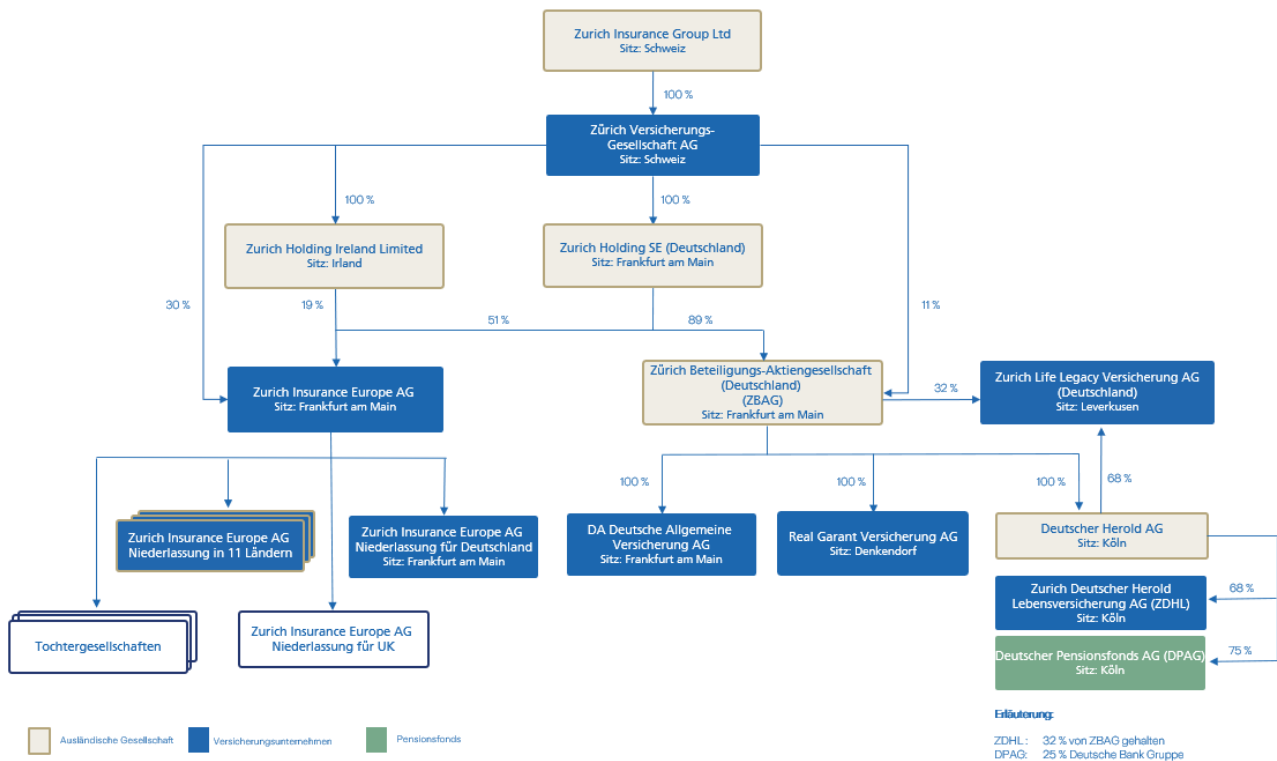 Zurich Insurance Group Ltd
Sitz: Schweiz
100 %
Zürich Versicherungs-
Gesellschaft AG
Sitz: Schweiz
100 %
100 %
Zurich Holding Ireland Limited
Sitz: Irland
Zurich Holding SE (Deutschland)
Sitz: Frankfurt am Main
30 %
19 %
51 %
89 %
11 %
Zurich Insurance Europe AG
Sitz: Frankfurt am Main
Zürich Beteiligungs-Aktiengesellschaft
(Deutschland)
(ZBAG)
Sitz: Frankfurt am Main
32 %
Zurich Life Legacy Versicherung AG
(Deutschland)
Sitz: Leverkusen
100 %
100 %
100 %
68 %
Zurich Insurance Europe AG
Niederlassung in 11 Ländern
Zurich Insurance Europe AG
Niederlassung für Deutschland
Sitz: Frankfurt am Main
DA Deutsche Allgemeine
Versicherung AG
Sitz: Frankfurt am Main
Real Garant Versicherung AG
Sitz: Denkendorf
Deutscher Herold AG
Sitz: Köln
Zurich Deutscher Herold
Lebensversicherung AG (ZDHL)
Sitz: Köln
68 %
Tochtergesellschaften
Zurich Insurance Europe AG
Niederlassung für UK
Deutscher Pensionsfonds AG (DPAG)
Sitz: Köln
75 %
Ausländische Gesellschaft
Versicherungsunternehmen
Pensionsfonds
Erläuterung:
ZDHL: 32 % von ZBAG gehalten
DPAG: 25 % Deutsche Bank Gruppe